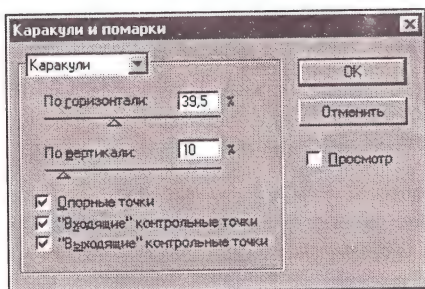 Каракули и помарки
Каракули
По горизонтали: 39,5 %
По вертикали: 10 %
Опорные точки
"Входящие" контрольные точки
"Выходящие" контрольные точки
OK
Отменить
Просмотр